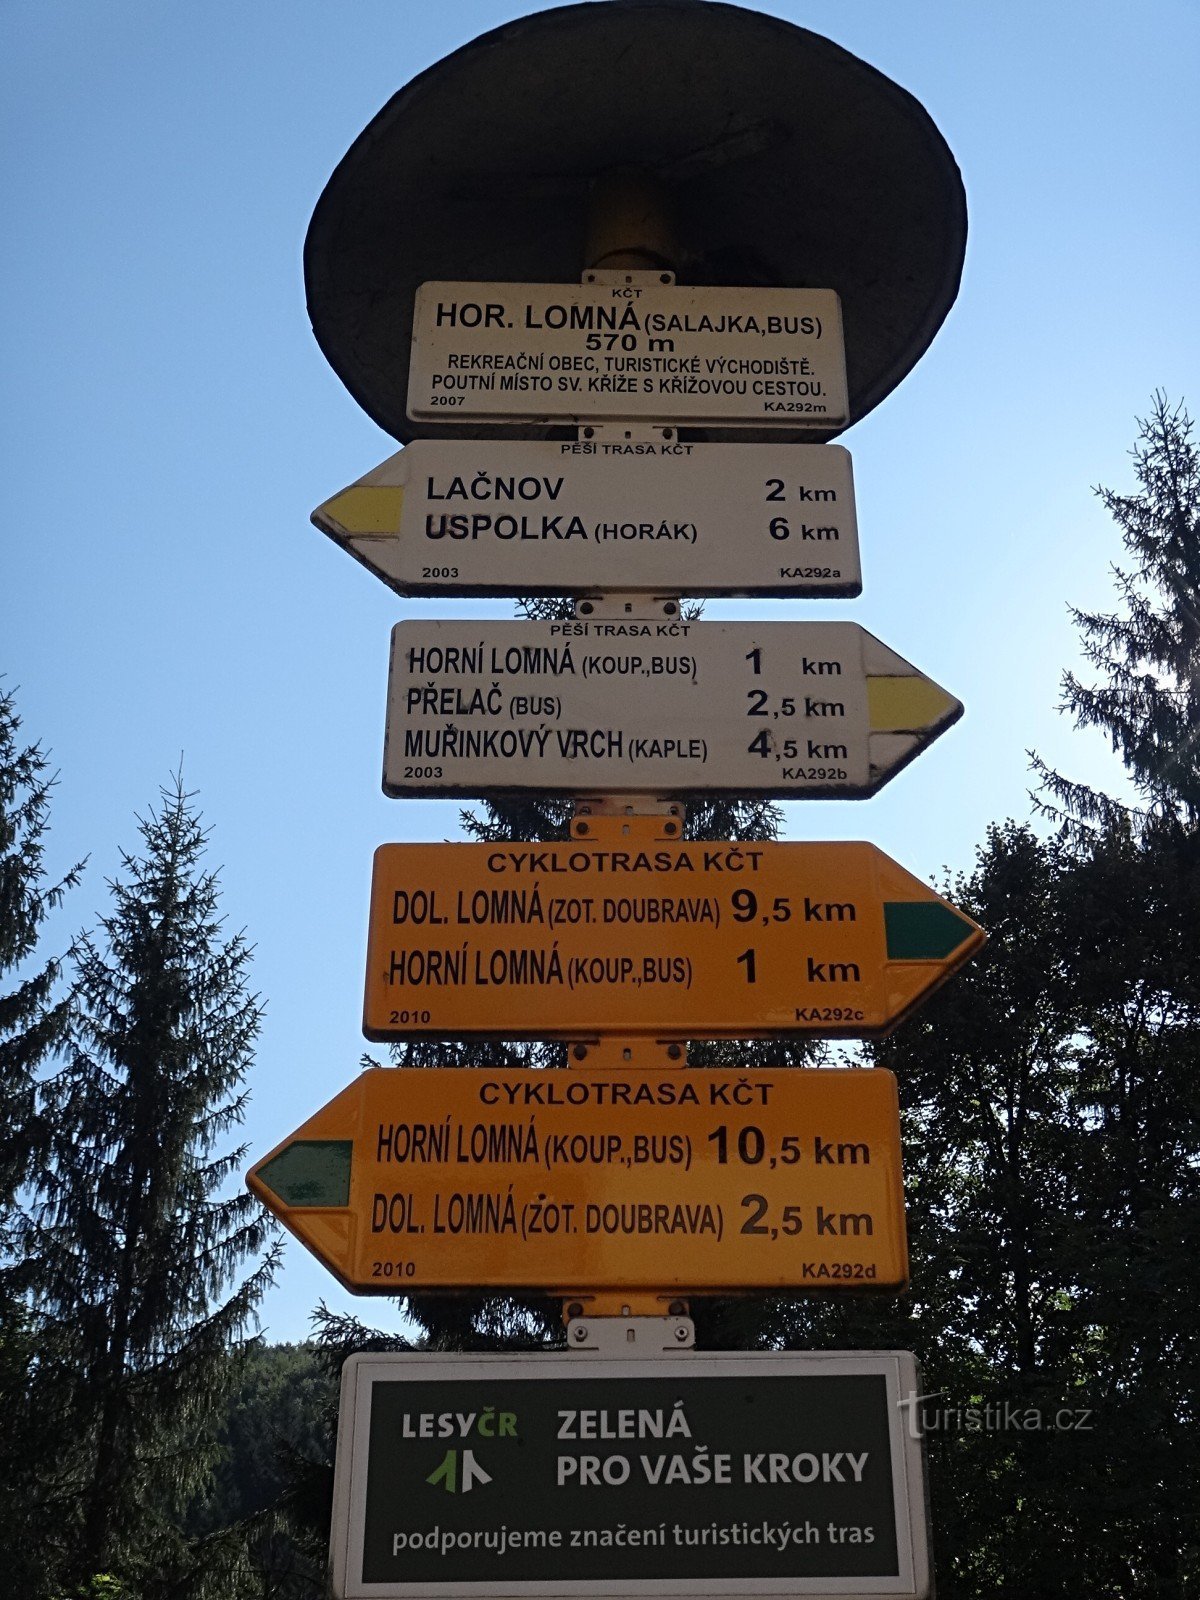 KČT
HOR. LOMNÁ (SALAJKA,BUS)
570 m
REKREAČNÍ OBEC, TURISTICKÉ VÝCHODIŠTĚ.
POUTNÍ MÍSTO SV. KŘÍŽE S KŘÍŽOVOU CESTOU.
2007 KA292m
PĚŠÍ TRASA KČT
LAČNOV 2 km
USPOLKA (HORÁK) 6 km
2003 KA292a
PĚŠÍ TRASA KČT
HORNÍ LOMNÁ (KOUP.,BUS) 1 km
PŘELAČ (BUS) 2,5 km
MUŘINKOVÝ VRCH (KAPLE) 4,5 km
2003 KA292b
CYKLOTRASA KČT
DOL. LOMNÁ (ZOT. DOUBRAVA) 9,5 km
HORNÍ LOMNÁ (KOUP.,BUS) 1 km
2010 KA292c
CYKLOTRASA KČT
HORNÍ LOMNÁ (KOUP.,BUS) 10,5 km
DOL. LOMNÁ (ZOT. DOUBRAVA) 2,5 km
2010 KA292d
LESY ČR ZELENÁ
PRO VAŠE KROKY
podporujeme značení turistických tras
Turistika.cz